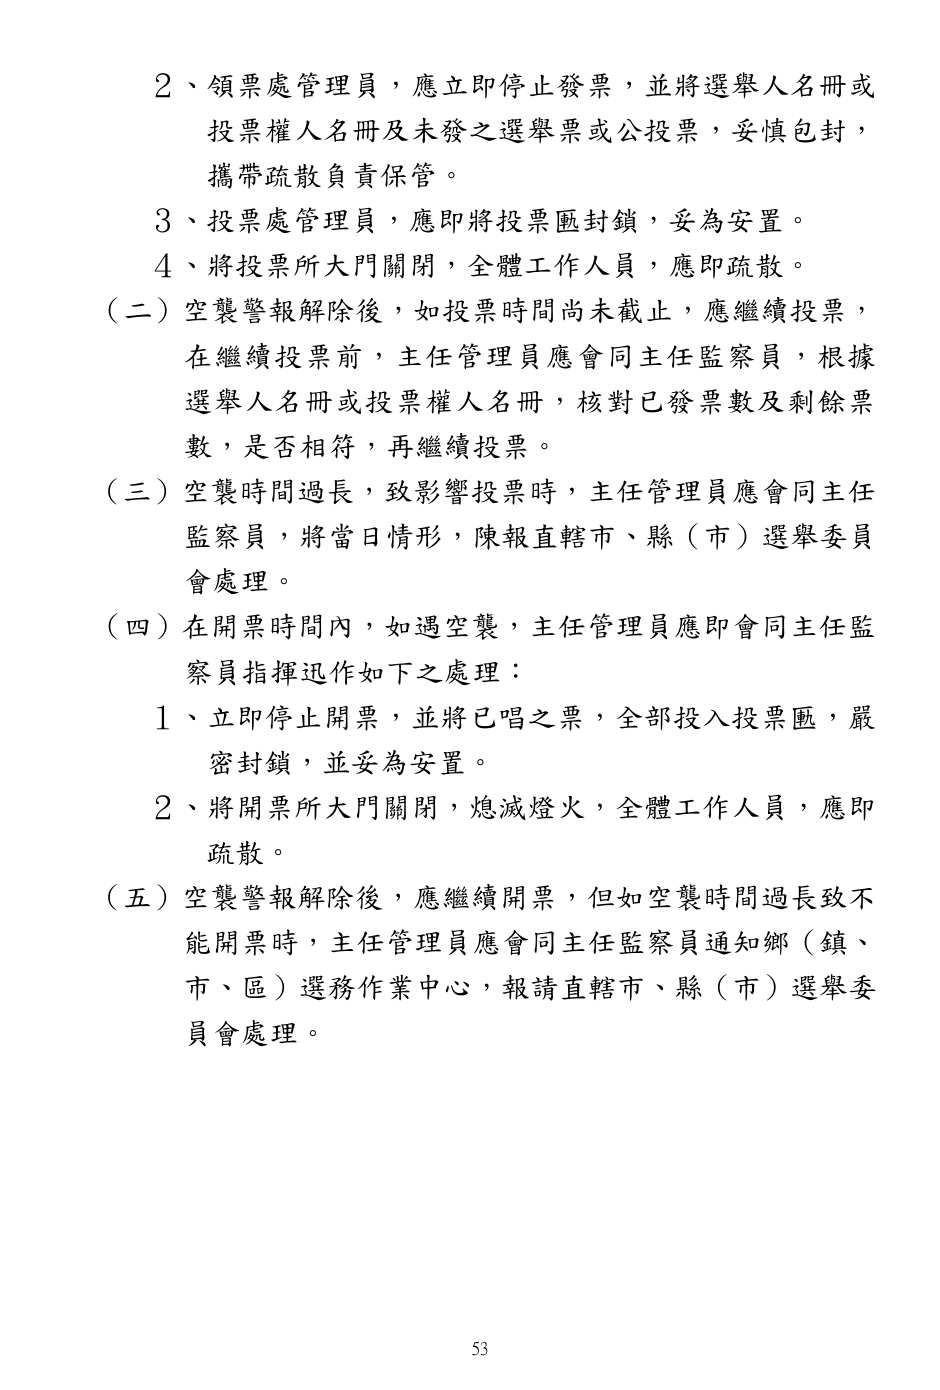 ２、領票處管理員，應立即停止發票，並將選舉人名冊或
投票權人名冊及未發之選舉票或公投票，妥慎包封，
攜帶疏散負責保管。
３、投票處管理員，應即將投票匭封鎖，妥為安置。
４、將投票所大門關閉，全體工作人員，應即疏散。
（二）空襲警報解除後，如投票時間尚未截止，應繼續投票，
在繼續投票前，主任管理員應會同主任監察員，根據
選舉人名冊或投票權人名冊，核對已發票數及剩餘票
數，是否相符，再繼續投票。
（三）空襲時間過長，致影響投票時，主任管理員應會同主任
監察員，將當日情形，陳報直轄市、縣（市）選舉委員
會處理。
（四）在開票時間內，如遇空襲，主任管理員應即會同主任監
察員指揮迅作如下之處理：
１、立即停止開票，並將已唱之票，全部投入投票匭，嚴
密封鎖，並妥為安置。
２、將開票所大門關閉，熄滅燈火，全體工作人員，應即
疏散。
（五）空襲警報解除後，應繼續開票，但如空襲時間過長致不
能開票時，主任管理員應會同主任監察員通知鄉（鎮、
市、區）選務作業中心，報請直轄市、縣（市）選舉委
員會處理。
53